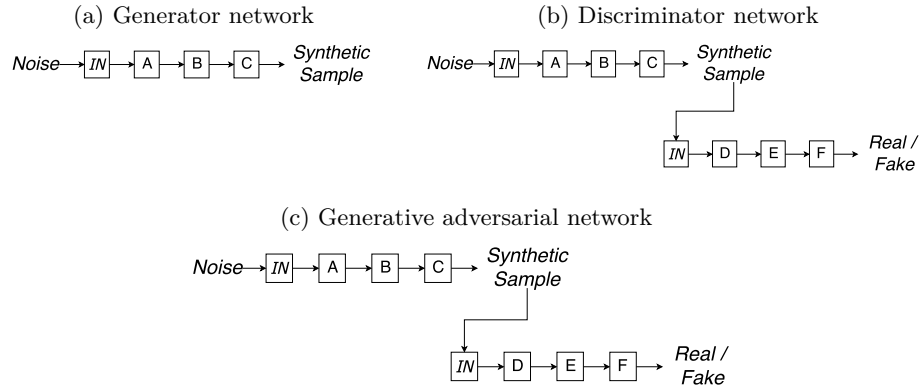 (a) Generator network
Noise IN A B C Synthetic
Sample
(b) Discriminator network
Noise IN A B C Synthetic
Sample
IN D E F Real /
Fake
(c) Generative adversarial network
Noise IN A B C Synthetic
Sample
IN D E F Real /
Fake